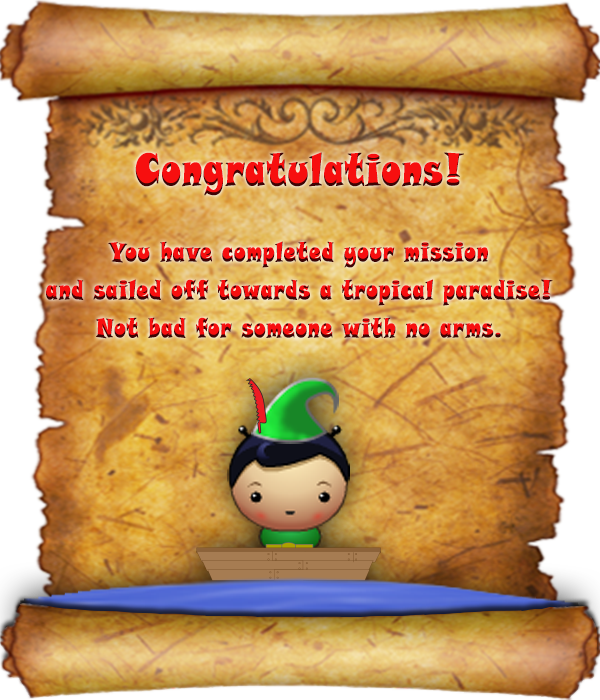 Congratulations!
You have completed your mission
and sailed off towards a tropical paradise!
Not bad for someone with no arms.